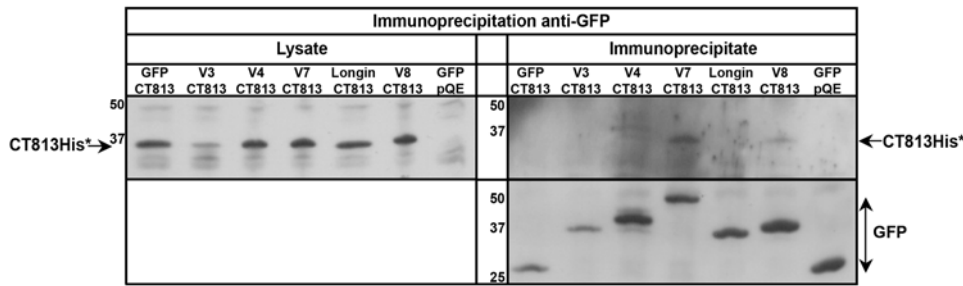 Immunoprecipitation anti-GFP
Lysate Immunoprecipitate
GFP V3 V4 V7 Longin V8 GFP GFP V3 V4 V7 Longin V8 GFP
CT813 CT813 CT813 CT813 CT813 CT813 pQE CT813 CT813 CT813 CT813 CT813 CT813 pQE
50 50
37 37
CT813His* CT813His*
50
37
GFP
25